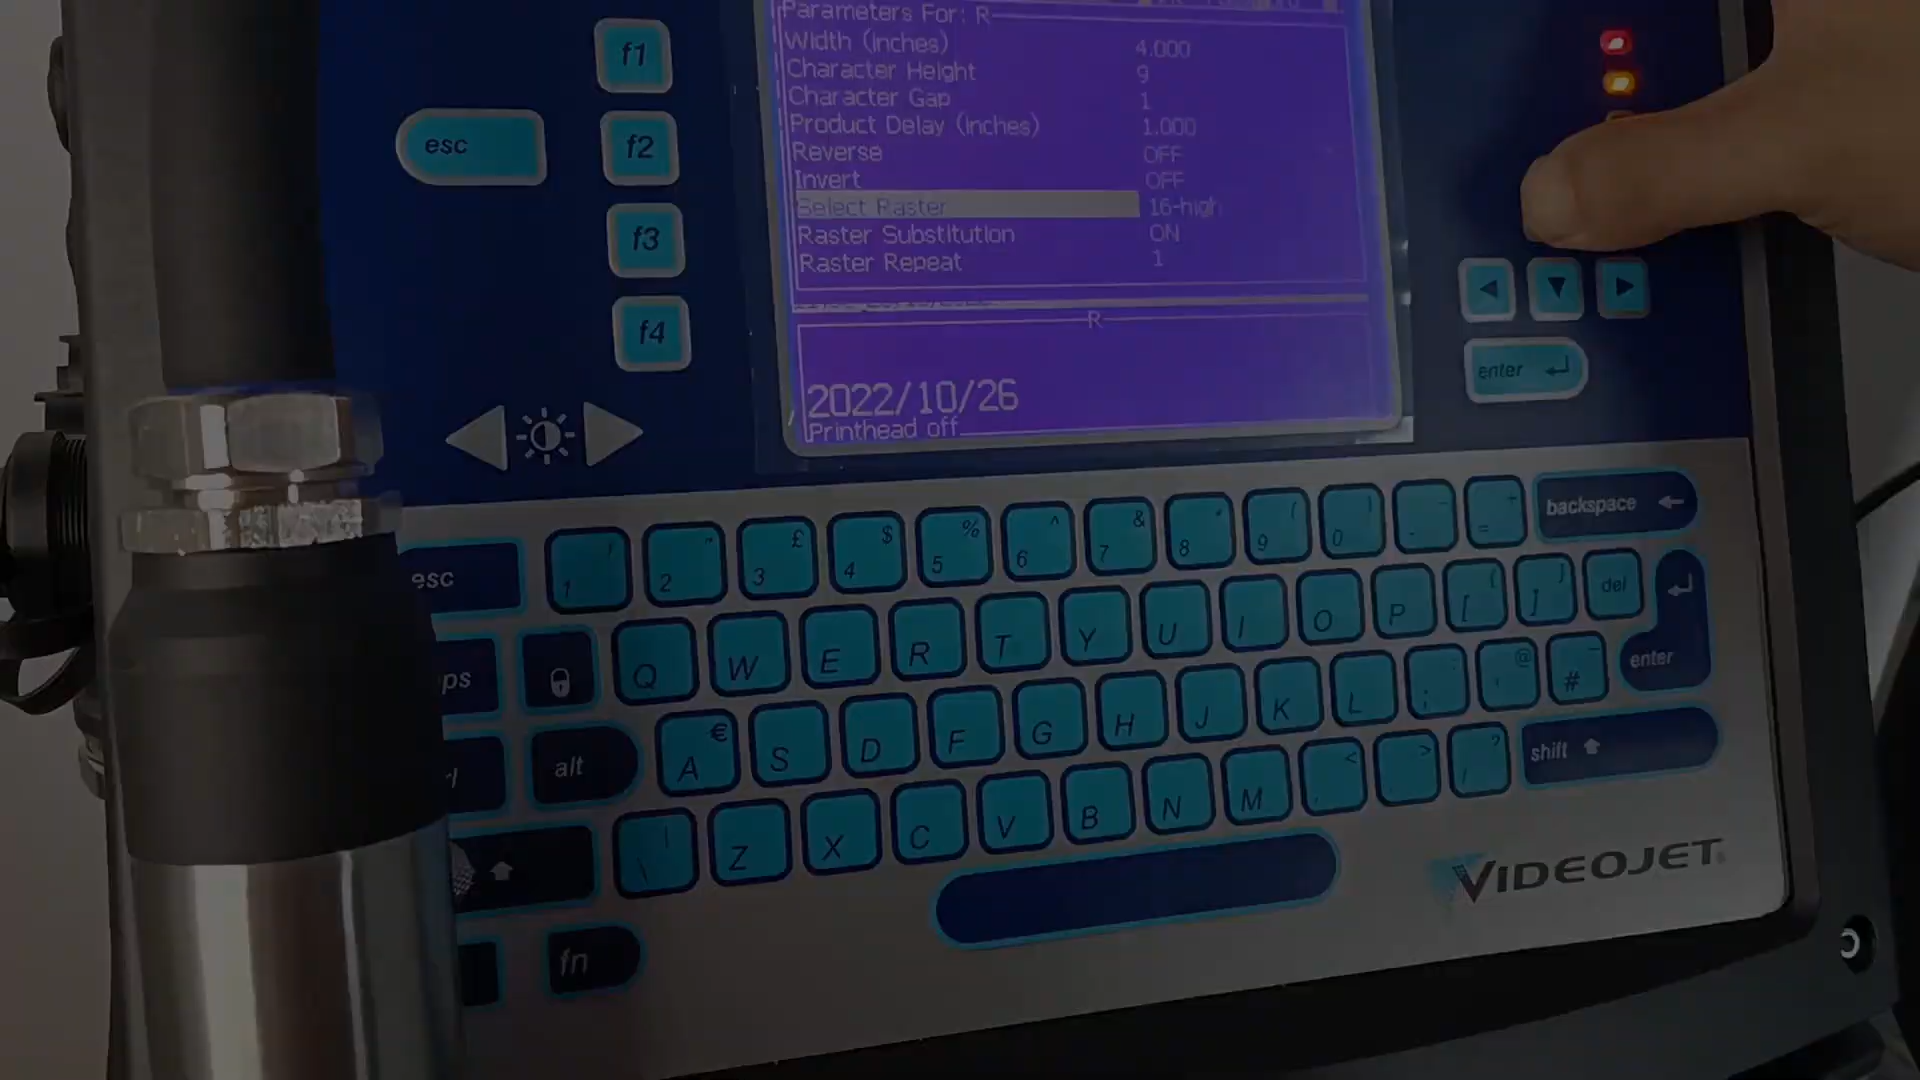 Parameters For: R
Width (inches) 4.000
Character Height 9
Character Gap 1
Product Delay (inches) 1.000
Reverse OFF
Invert OFF
Select Raster 16-high
Raster Substitution ON
Raster Repeat 1
R
2022/10/26
Printhead off
f1
esc
f2
f3
f4
enter
esc
1 2 " 3 £ 4 $ 5 % 6 ^ 7 & 8 * 9 ( 0 ) - = +
backspace
Q W E R T Y U I O P [ { ] } del
enter
ps
A € S D F G H J K L ; ' @ #
alt
\ | Z X C V B N M , < . > / ?
shift
fn
VIDEOJET